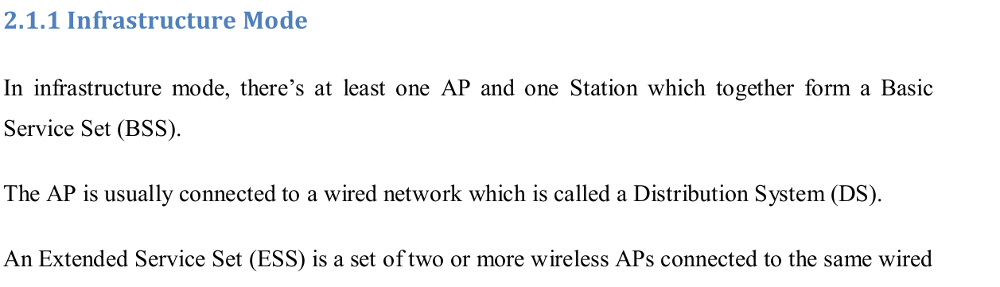 2.1.1 Infrastructure Mode
In infrastructure mode, there’s at least one AP and one Station which together form a Basic
Service Set (BSS).
The AP is usually connected to a wired network which is called a Distribution System (DS).
An Extended Service Set (ESS) is a set of two or more wireless APs connected to the same wired